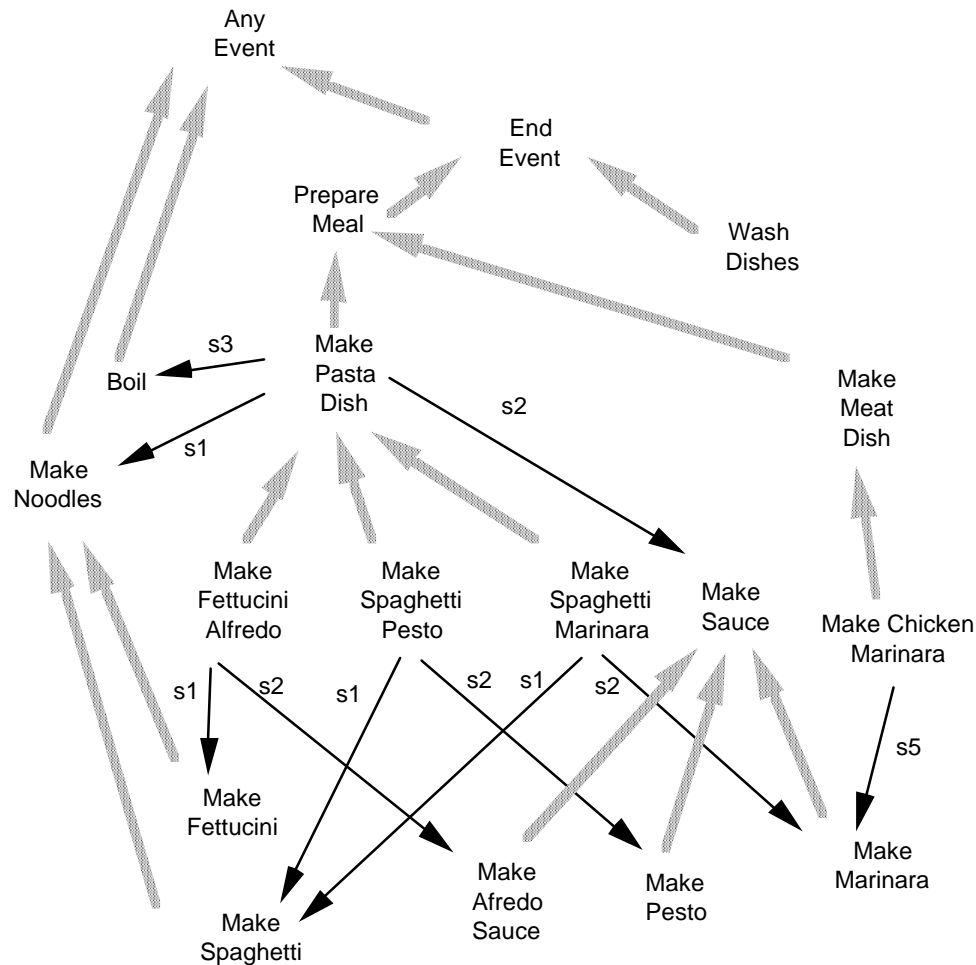 Any
Event
End
Event
Prepare
Meal
Wash
Dishes
s3
Make
Pasta
Dish
Boil
s2
Make
Meat
Dish
s1
Make
Noodles
Make
Fettucini
Alfredo
Make
Spaghetti
Pesto
Make
Spaghetti
Marinara
Make
Sauce
Make Chicken
Marinara
s1
s2
s1
s2
s1
s2
s5
Make
Fettucini
Make
Afredo
Sauce
Make
Pesto
Make
Marinara
Make
Spaghetti